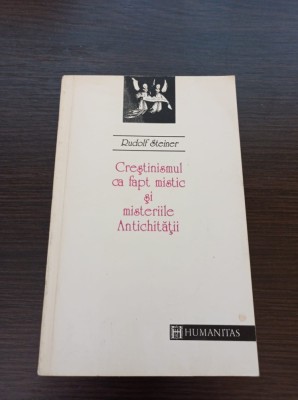 Rudolf Steiner
Creştinismul
ca fapt mistic
şi
misteriile
Antichităţii
HUMANITAS